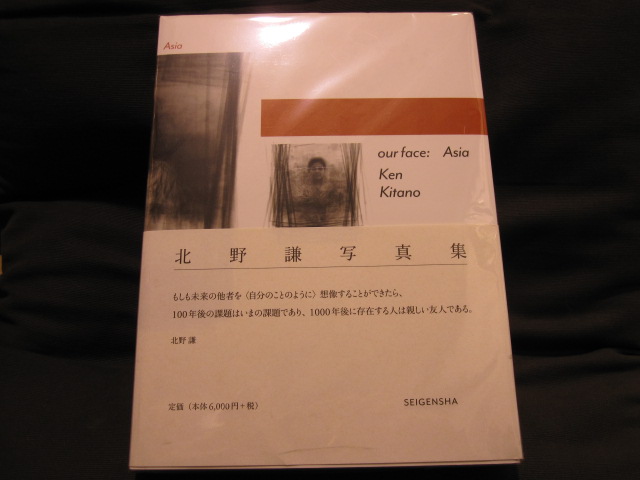 Asia
our face: Asia
Ken
Kitano
北野謙写真集
もしも未来の他者を〈自分のことのように〉想像することができたら、
100年後の課題はいまの課題であり、1000年後に存在する人は親しい友人である。
北野 謙
定価（本体6,000円+税）
SEIGENSHA